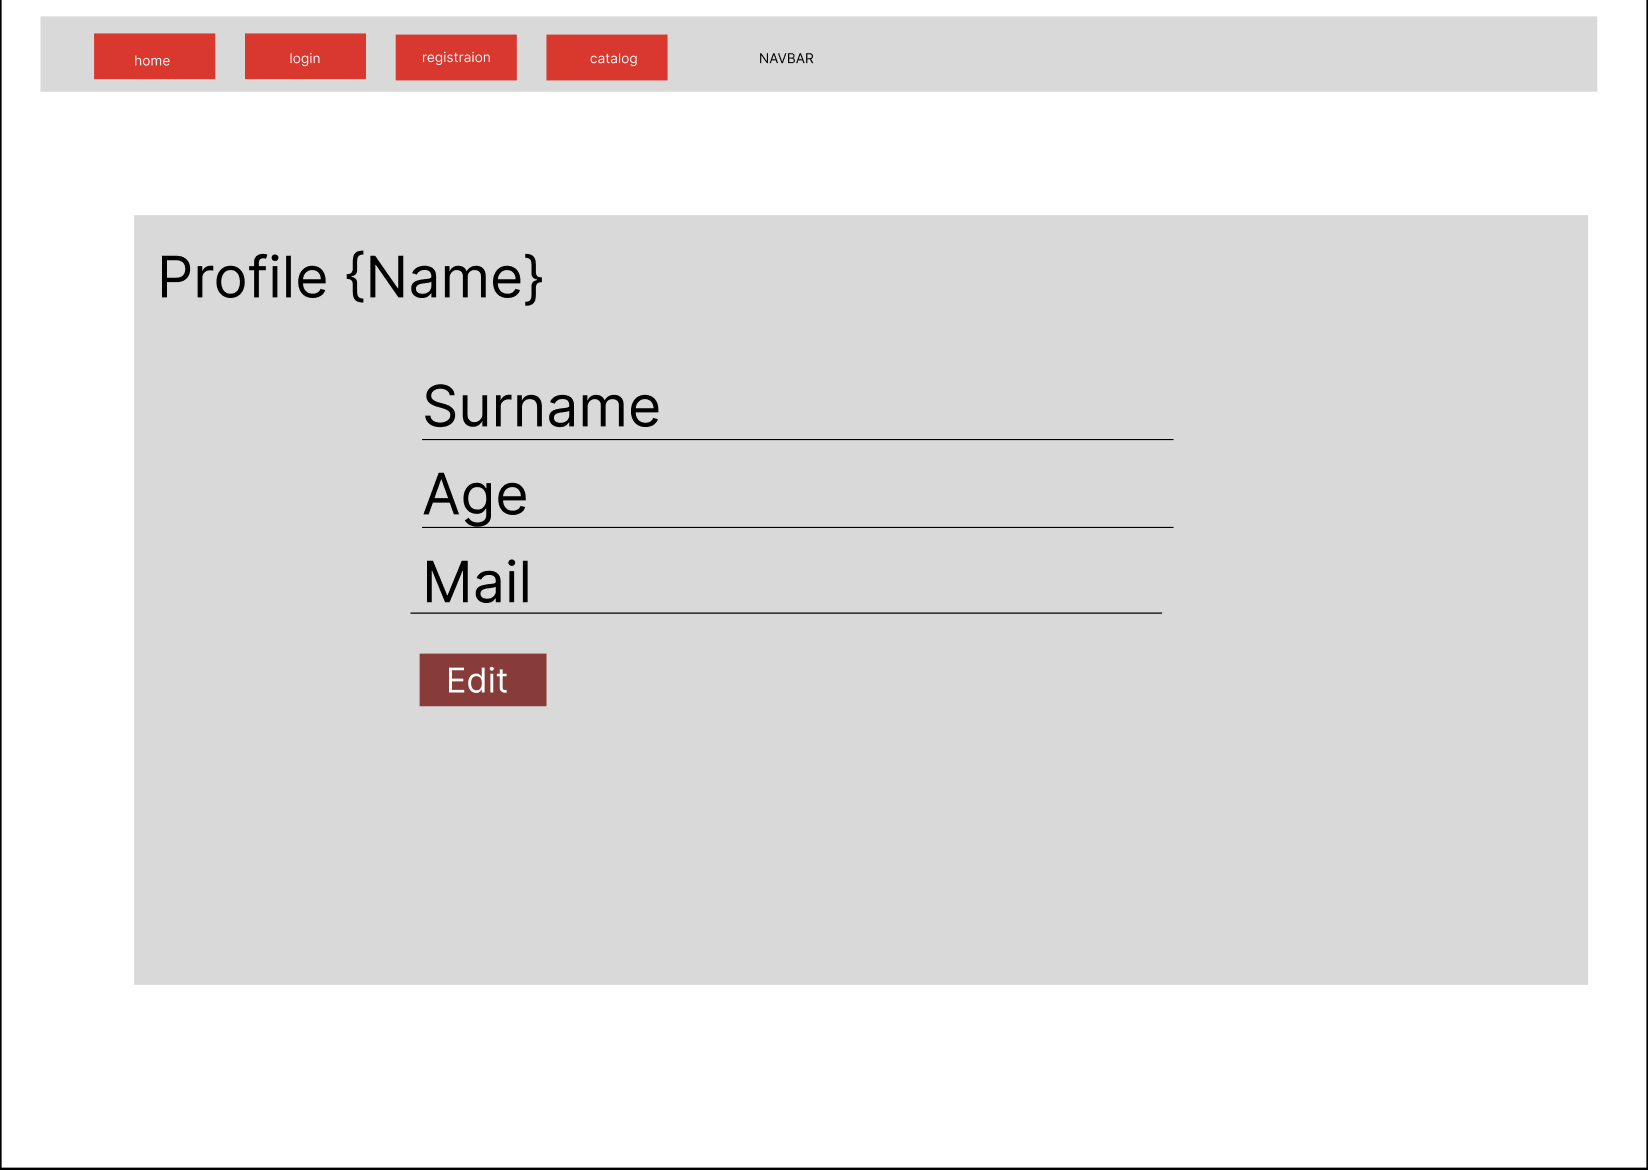 home login registraion catalog NAVBAR
Profile {Name}
Surname
Age
Mail
Edit